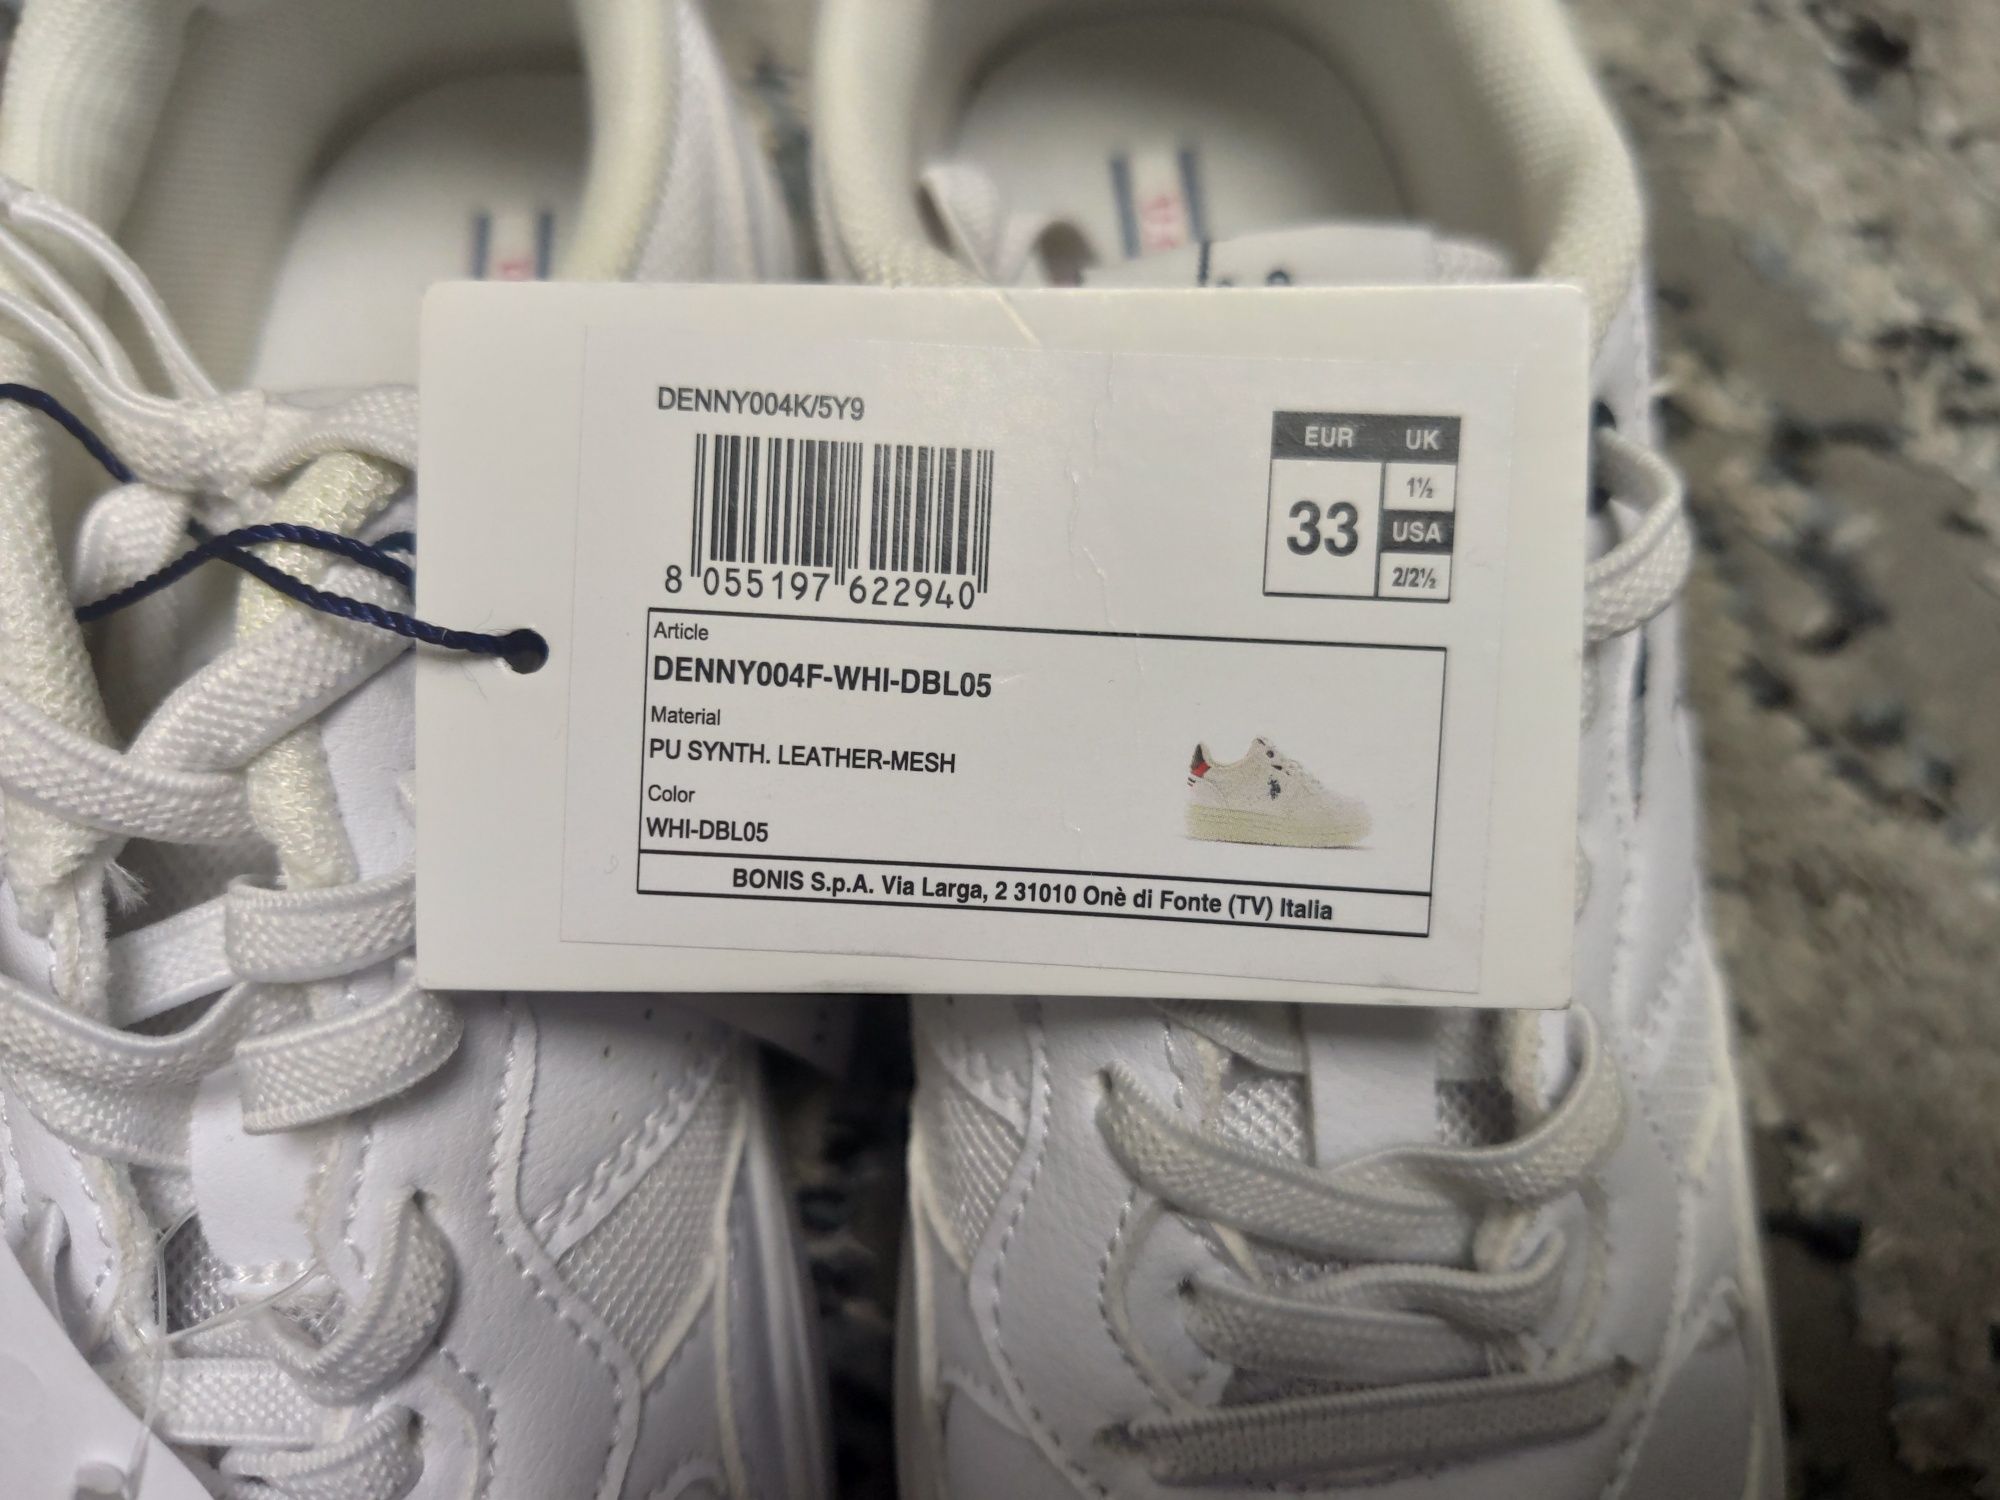 DENNY004K/5Y9
8 055197 622940
EUR UK
33
1½
USA
2/2½
Article
DENNY004F-WHI-DBL05
Material
PU SYNTH. LEATHER-MESH
Color
WHI-DBL05
BONIS S.p.A. Via Larga, 2 31010 Onè di Fonte (TV) Italia